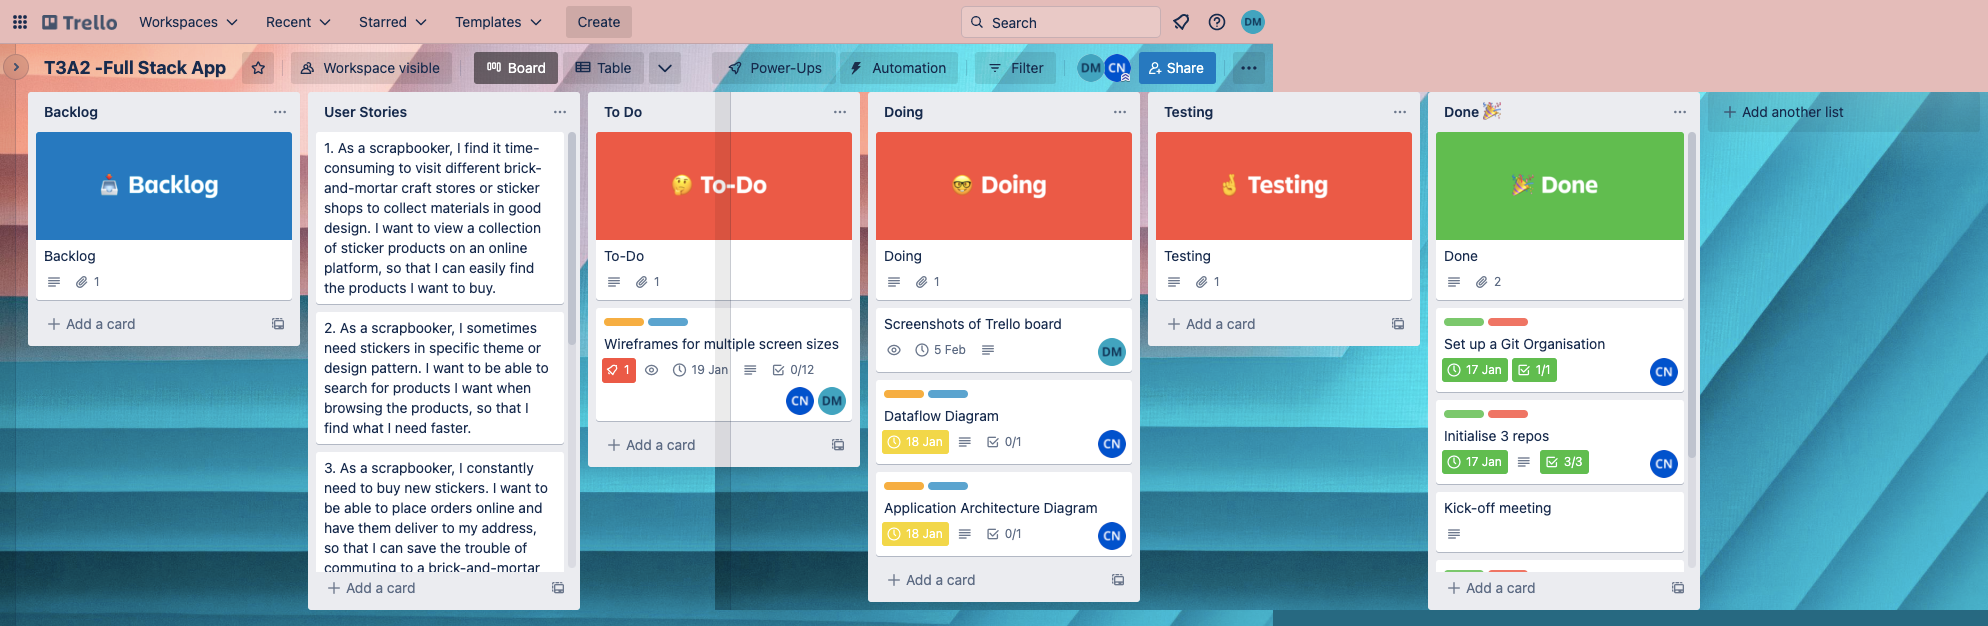 Trello
Workspaces
Recent
Starred
Templates
Create
Search
DM
T3A2 -Full Stack App
Workspace visible
Board
Table
Power-Ups
Automation
Filter
DM
CN
Share
Backlog
Backlog
Backlog
1
Add a card
User Stories
1. As a scrapbooker, I find it time-
consuming to visit different brick-
and-mortar craft stores or sticker
shops to collect materials in good
design. I want to view a collection
of sticker products on an online
platform, so that I can easily find
the products I want to buy.
2. As a scrapbooker, I sometimes
need stickers in specific theme or
design pattern. I want to be able to
search for products I want when
browsing the products, so that I
find what I need faster.
3. As a scrapbooker, I constantly
need to buy new stickers. I want to
be able to place orders online and
have them deliver to my address,
so that I can save the trouble of
commuting to a brick-and-mortar
Add a card
To Do
To-Do
To-Do
1
Wireframes for multiple screen sizes
1
19 Jan
0/12
CN
DM
Add a card
Doing
Doing
Doing
1
Screenshots of Trello board
5 Feb
DM
Dataflow Diagram
18 Jan
0/1
CN
Application Architecture Diagram
18 Jan
0/1
CN
Add a card
Testing
Testing
Testing
1
Add a card
Done 🎉
Done
Done
2
Set up a Git Organisation
17 Jan
1/1
CN
Initialise 3 repos
17 Jan
3/3
CN
Kick-off meeting
Add a card
Add another list